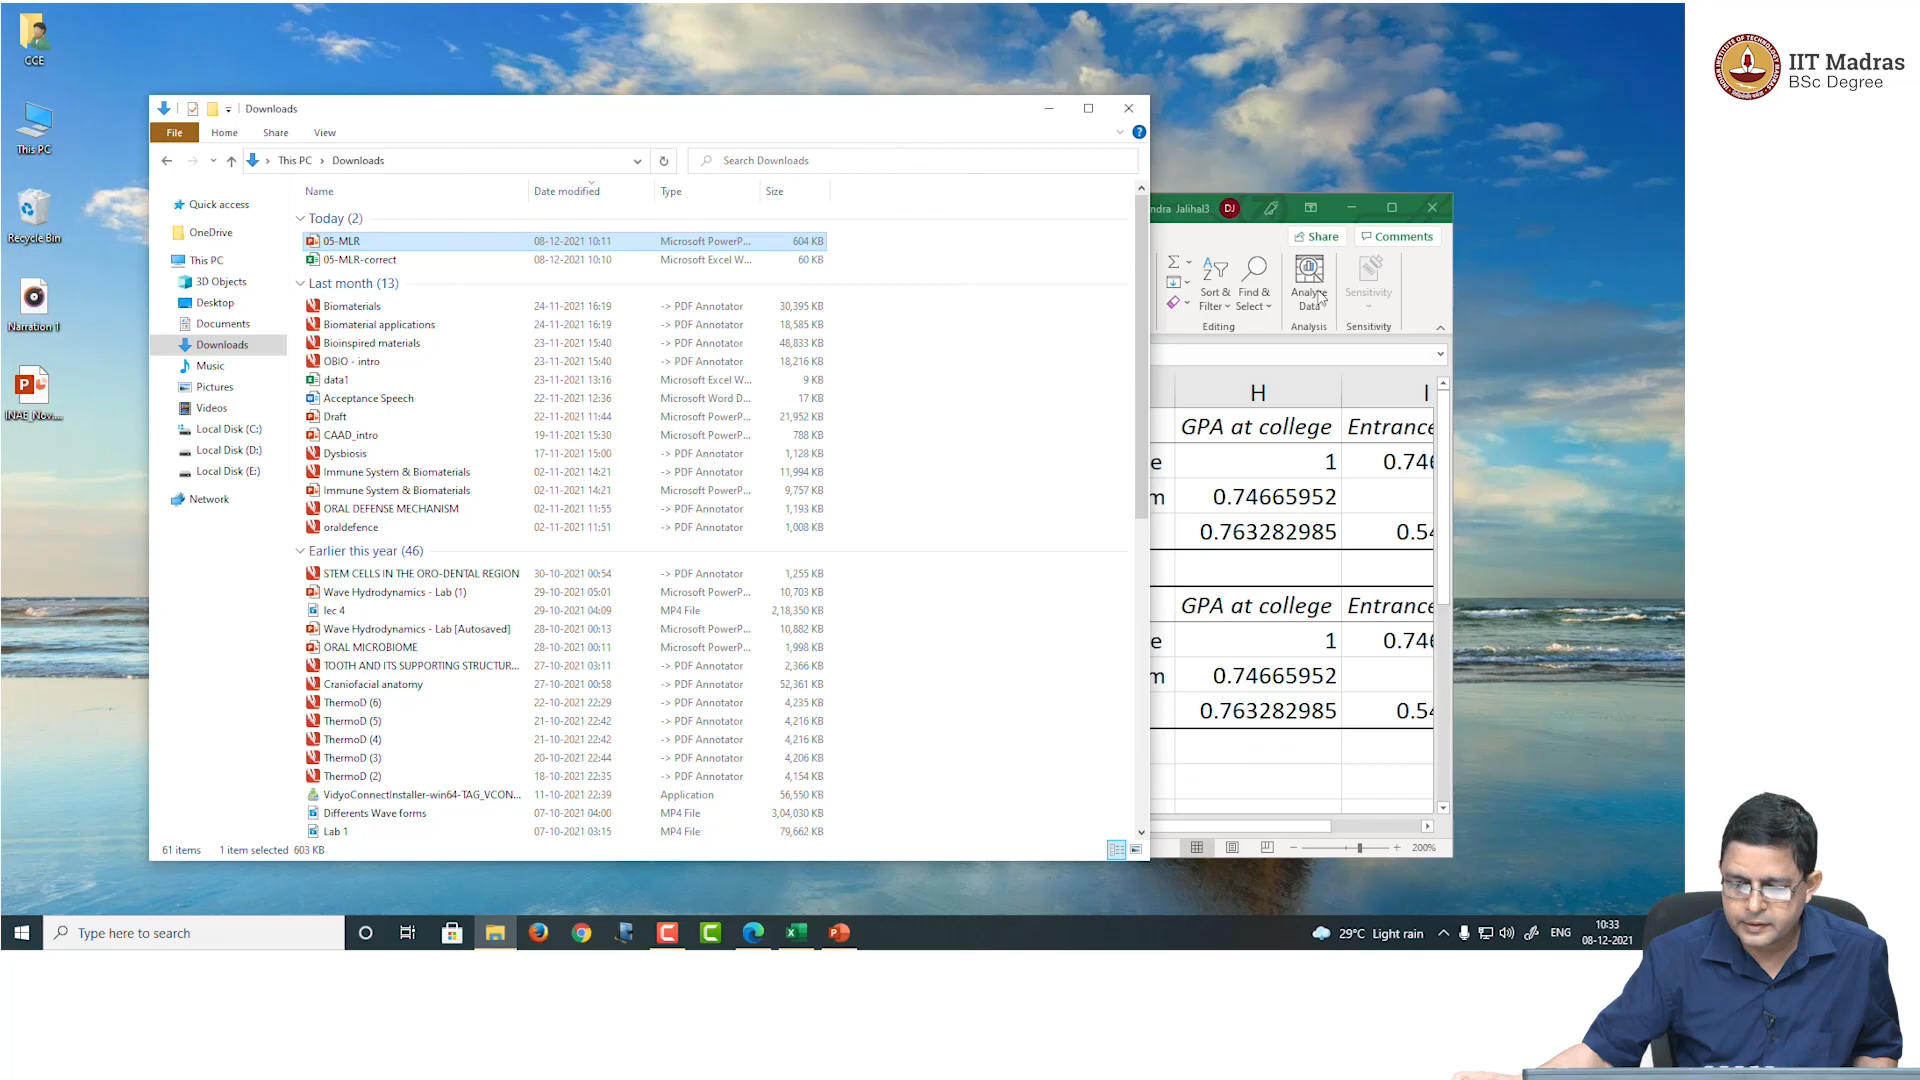 CCE
This PC
Recycle Bin
Narration 1
INAE_Nov...
IIT Madras
BSc Degree
Downloads
File Home Share View
This PC › Downloads
Search Downloads
Name Date modified Type Size
Quick access
OneDrive
This PC
3D Objects
Desktop
Documents
Downloads
Music
Pictures
Videos
Local Disk (C:)
Local Disk (D:)
Local Disk (E:)
Network
Today (2)
05-MLR 08-12-2021 10:11 Microsoft PowerP... 604 KB
05-MLR-correct 08-12-2021 10:10 Microsoft Excel W... 60 KB
Last month (13)
Biomaterials 24-11-2021 16:19 -> PDF Annotator 30,395 KB
Biomaterial applications 24-11-2021 16:19 -> PDF Annotator 18,585 KB
Bioinspired materials 23-11-2021 15:40 -> PDF Annotator 48,833 KB
OBIO - intro 23-11-2021 15:40 -> PDF Annotator 18,216 KB
data1 23-11-2021 13:16 Microsoft Excel W... 9 KB
Acceptance Speech 22-11-2021 12:36 Microsoft Word D... 17 KB
Draft 22-11-2021 11:44 Microsoft PowerP... 21,952 KB
CAAD_intro 19-11-2021 15:30 Microsoft PowerP... 788 KB
Dysbiosis 17-11-2021 15:00 Microsoft PowerP... 1,128 KB
Immune System & Biomaterials 02-11-2021 14:21 -> PDF Annotator 11,994 KB
Immune System & Biomaterials 02-11-2021 14:21 Microsoft PowerP... 9,757 KB
ORAL DEFENSE MECHANISM 02-11-2021 11:55 -> PDF Annotator 1,193 KB
oraldefence 02-11-2021 11:51 -> PDF Annotator 1,008 KB
Earlier this year (46)
STEM CELLS IN THE ORO-DENTAL REGION 30-10-2021 00:54 -> PDF Annotator 1,255 KB
Wave Hydrodynamics - Lab (1) 29-10-2021 05:01 Microsoft PowerP... 10,703 KB
lec 4 29-10-2021 04:09 MP4 File 2,18,350 KB
Wave Hydrodynamics - Lab [Autosaved] 28-10-2021 00:13 Microsoft PowerP... 10,882 KB
ORAL MICROBIOME 28-10-2021 00:11 Microsoft PowerP... 1,998 KB
TOOTH AND ITS SUPPORTING STRUCTUR... 27-10-2021 03:11 -> PDF Annotator 2,366 KB
Craniofacial anatomy 27-10-2021 00:58 -> PDF Annotator 52,361 KB
ThermoD (6) 22-10-2021 22:29 -> PDF Annotator 4,235 KB
ThermoD (5) 21-10-2021 22:42 -> PDF Annotator 4,216 KB
ThermoD (4) 21-10-2021 22:42 -> PDF Annotator 4,216 KB
ThermoD (3) 20-10-2021 22:44 -> PDF Annotator 4,206 KB
ThermoD (2) 18-10-2021 22:35 -> PDF Annotator 4,154 KB
VidyoConnectInstaller-win64-TAG_VCON... 11-10-2021 22:39 Application 56,550 KB
Differents Wave forms 07-10-2021 04:00 MP4 File 3,04,030 KB
Lab 1 07-10-2021 03:15 MP4 File 79,662 KB
61 items 1 item selected 603 KB
ndra Jalihal3 DJ
Share Comments
Sort & Filter
Find & Select
Analyze Data
Sensitivity
Editing Analysis Sensitivity
H I
GPA at college Entrance
e 1 0.746
m 0.74665952
0.763282985 0.54
GPA at college Entrance
e 1 0.746
m 0.74665952
0.763282985 0.54
200%
Type here to search
29°C Light rain ENG
10:33
08-12-2021